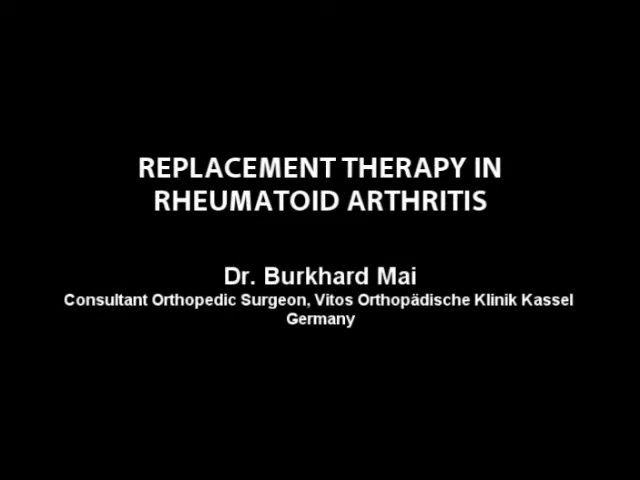 REPLACEMENT THERAPY IN
RHEUMATOID ARTHRITIS
Dr. Burkhard Mai
Consultant Orthopedic Surgeon, Vitos Orthopädische Klinik Kassel
Germany